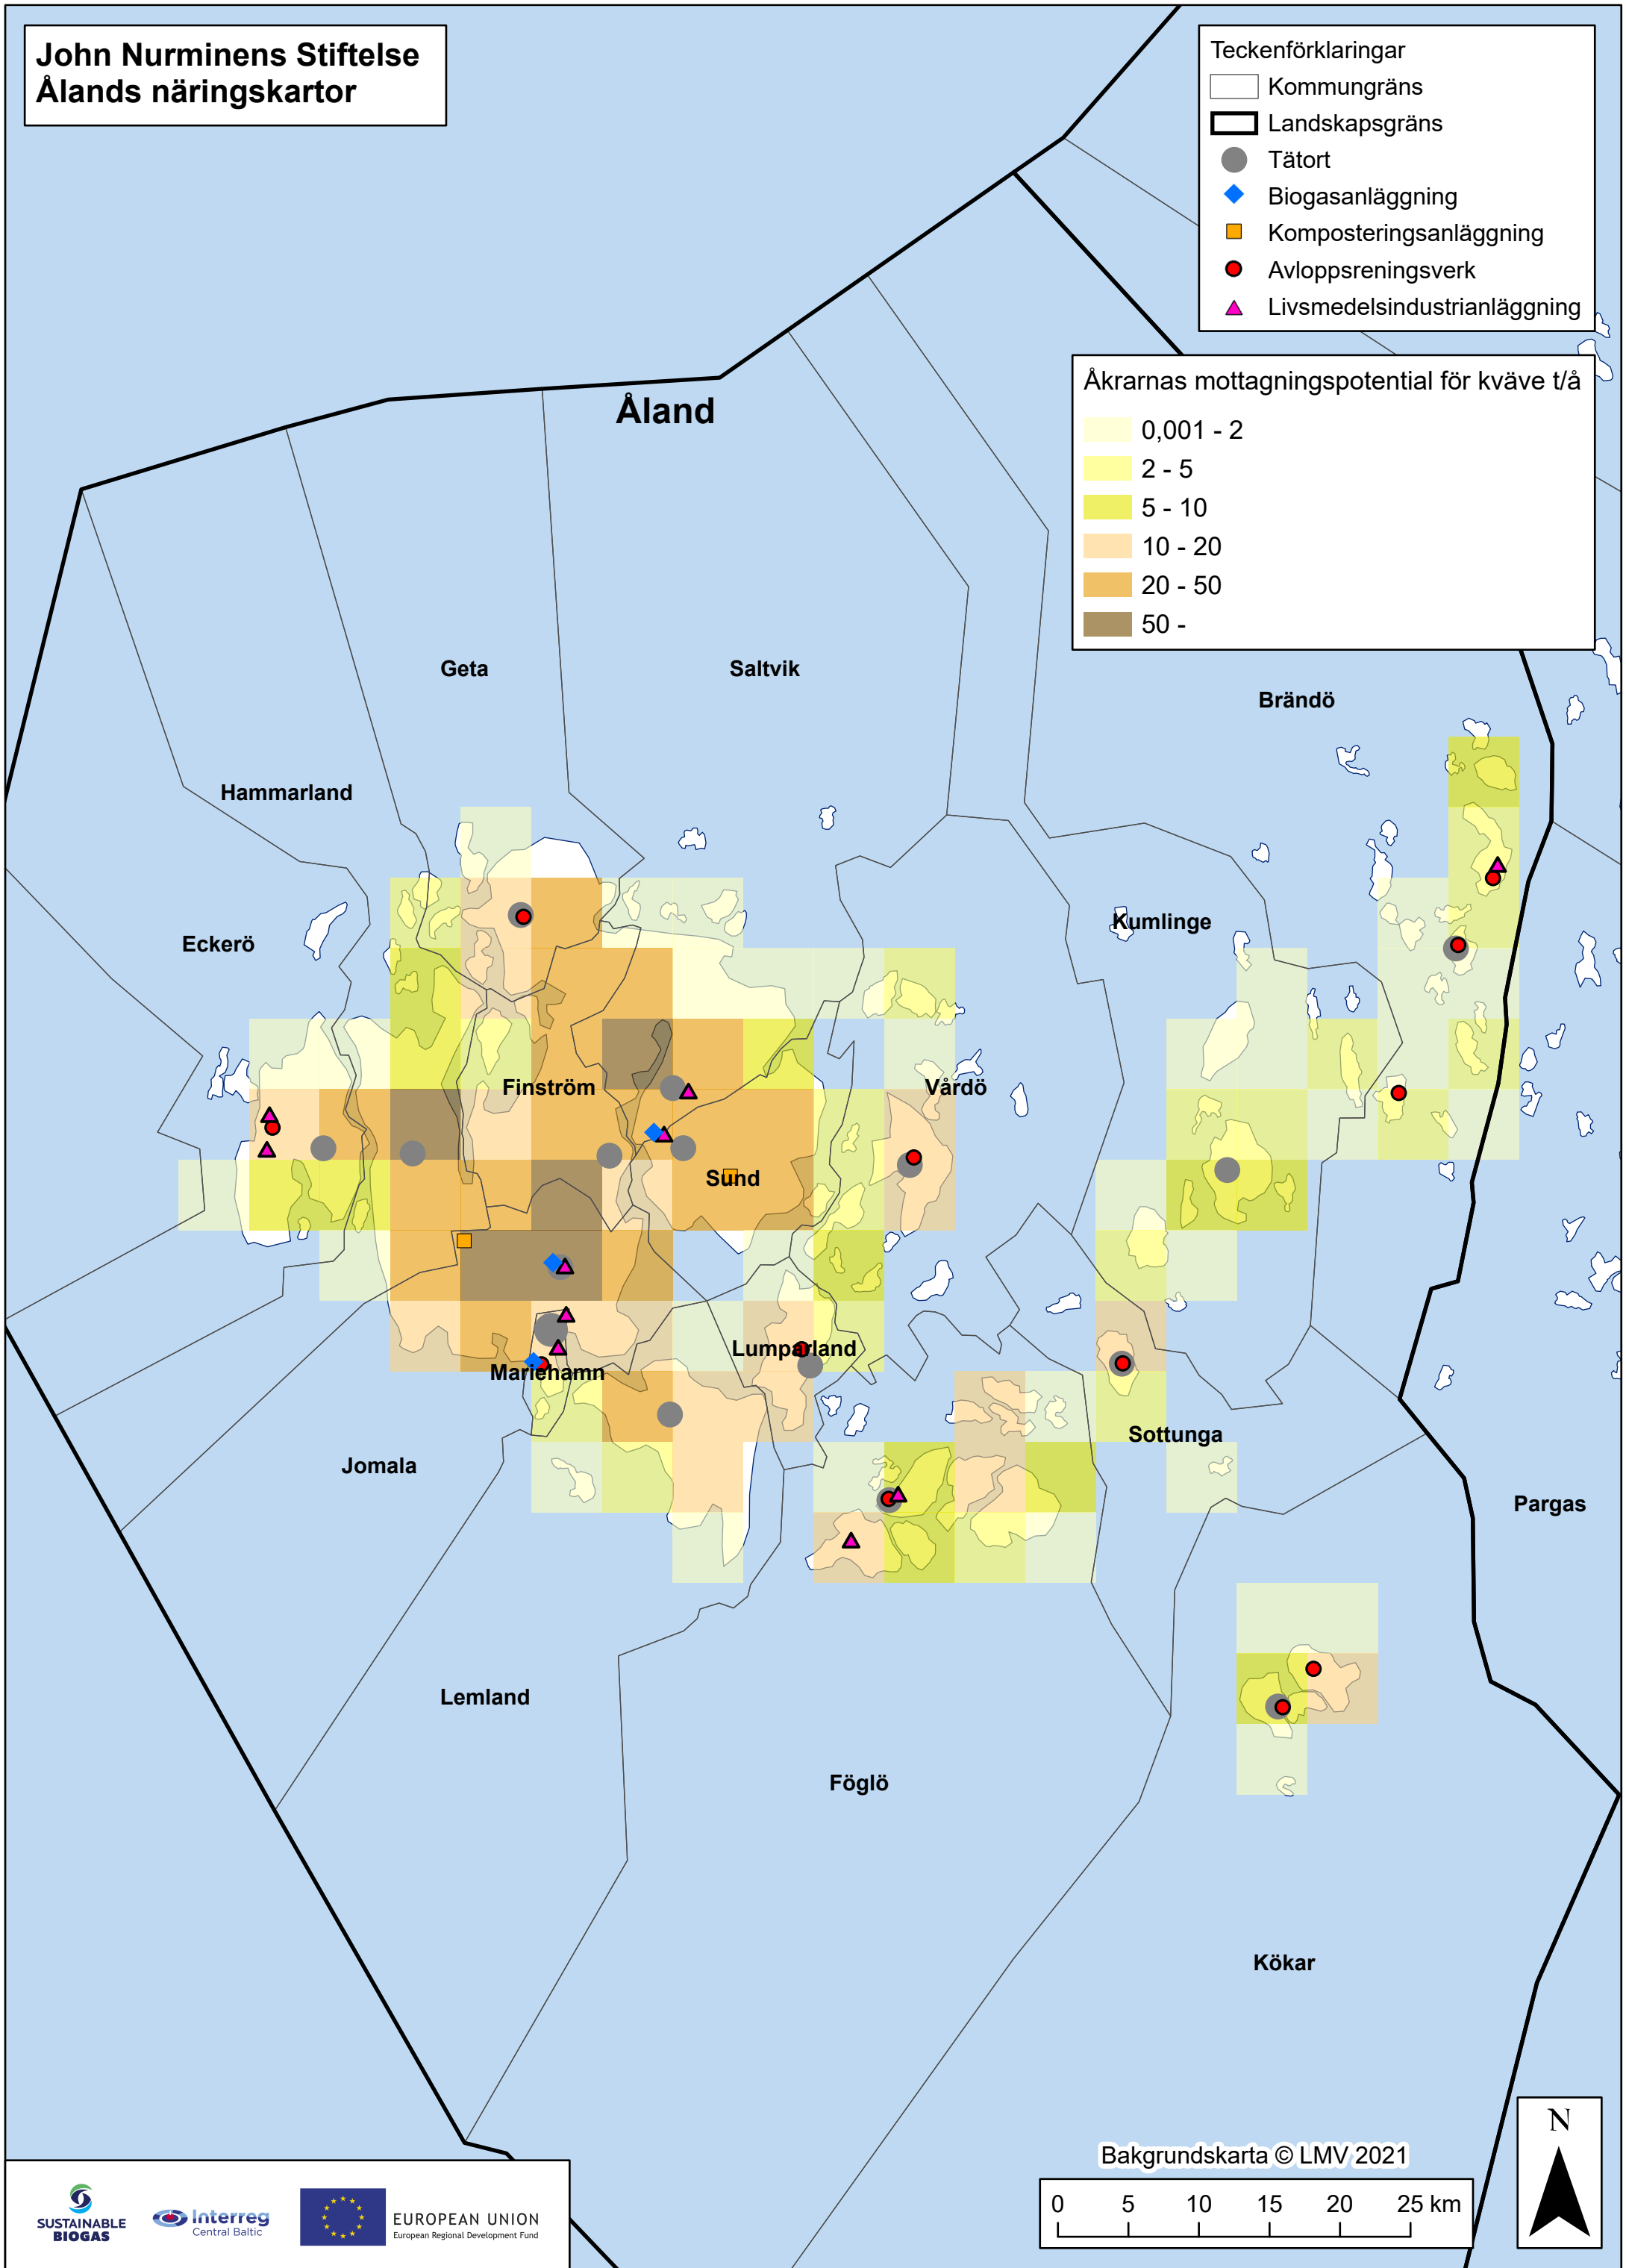 John Nurminens Stiftelse
Ålands näringskartor
Teckenförklaringar
Kommungräns
Landskapsgräns
Tätort
Biogasanläggning
Komposteringsanläggning
Avloppsreningsverk
Livsmedelsindustrianläggning
Åkrarnas mottagningspotential för kväve t/å
0,001 - 2
2 - 5
5 - 10
10 - 20
20 - 50
50 -
Åland
Geta
Saltvik
Brändö
Hammarland
Kumlinge
Eckerö
Finström
Vårdö
Sund
Lumparland
Mariehamn
Sottunga
Jomala
Pargas
Lemland
Föglö
Kökar
N
Bakgrundskarta © LMV 2021
0 5 10 15 20 25 km
SUSTAINABLE
BIOGAS
Interreg
Central Baltic
EUROPEAN UNION
European Regional Development Fund